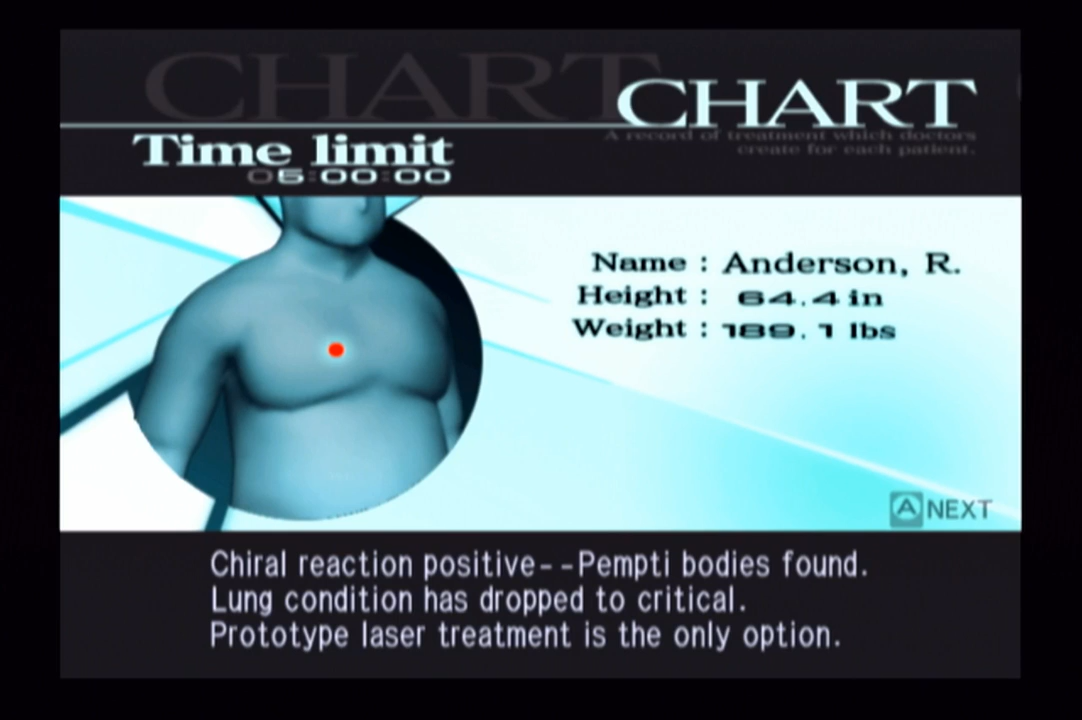 CHART
CHART
A record of treatment which doctors
create for each patient.
Time limit
05:00:00
Name : Anderson, R.
Height : 64.4 in
Weight : 189.1 lbs
A NEXT
Chiral reaction positive--Pempti bodies found.
Lung condition has dropped to critical.
Prototype laser treatment is the only option.